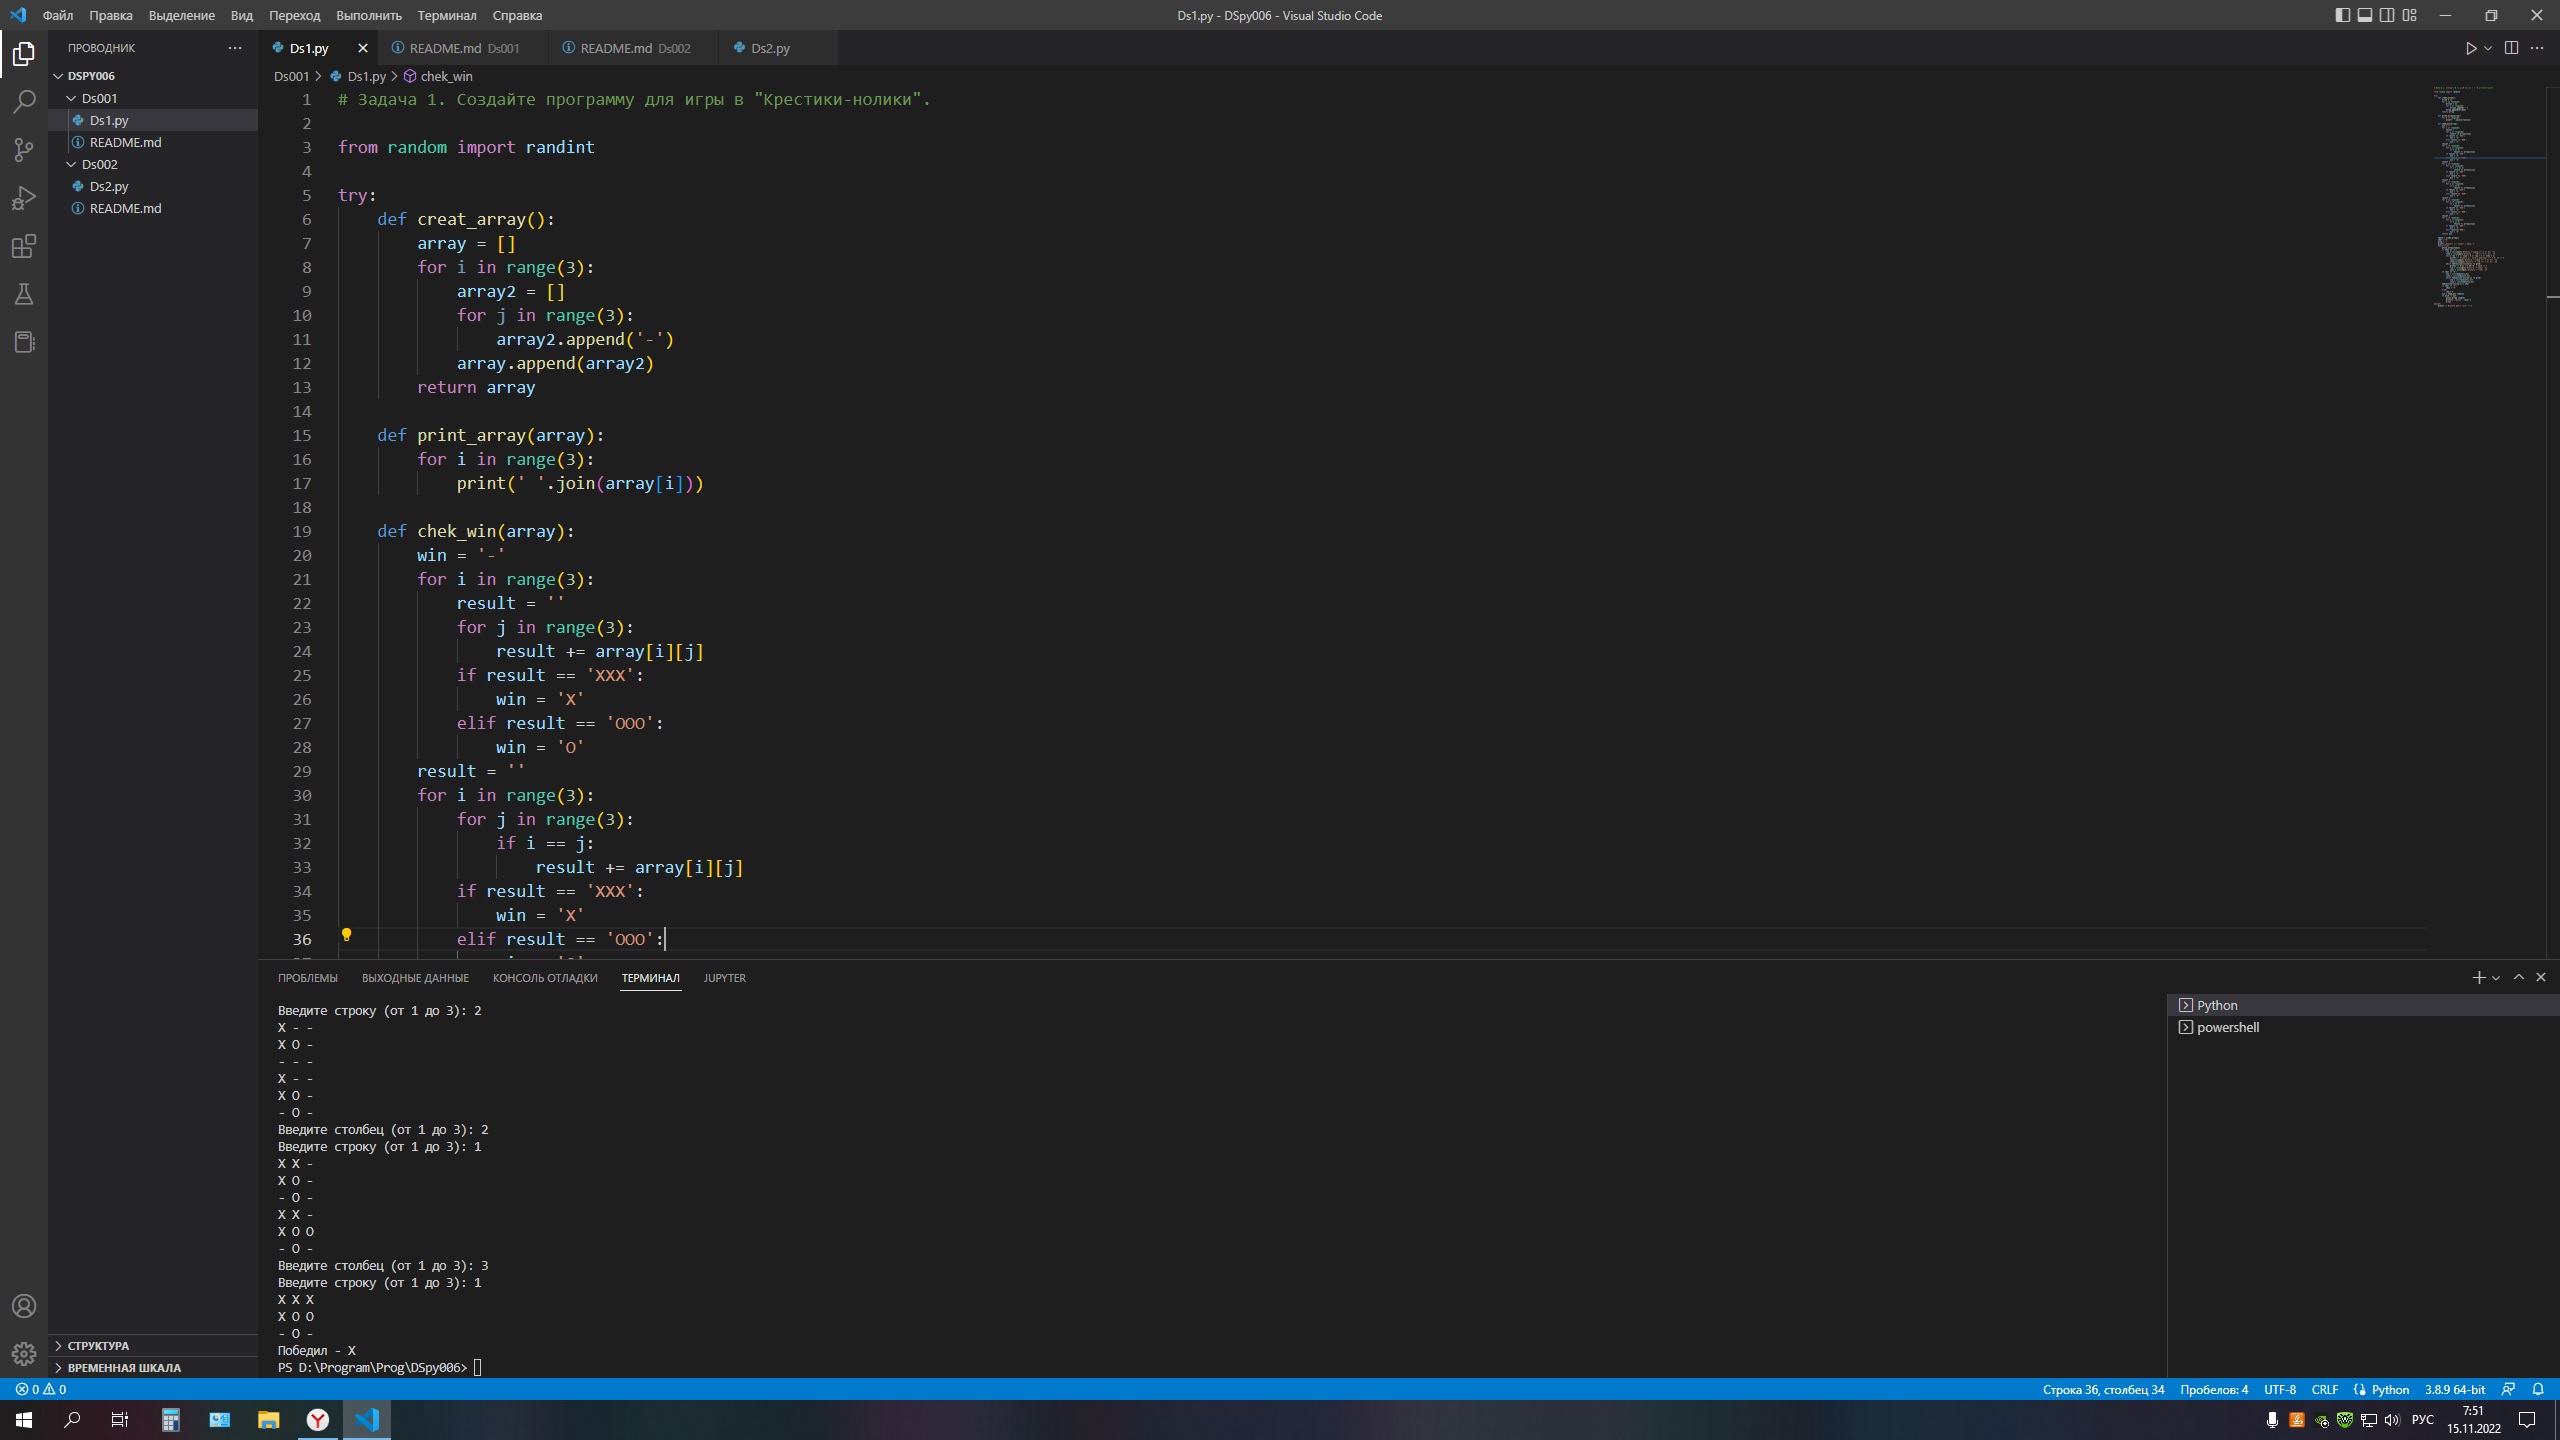 Файл Правка Выделение Вид Переход Выполнить Терминал Справка
Ds1.py - DSpy006 - Visual Studio Code
ПРОВОДНИК
DSPY006
Ds001
Ds1.py
README.md
Ds002
Ds2.py
README.md
СТРУКТУРА
ВРЕМЕННАЯ ШКАЛА
Ds1.py README.md Ds001 README.md Ds002 Ds2.py
Ds001 > Ds1.py > chek_win
1 # Задача 1. Создайте программу для игры в "Крестики-нолики".
2
3 from random import randint
4
5 try:
6     def creat_array():
7         array = []
8         for i in range(3):
9             array2 = []
10             for j in range(3):
11                 array2.append('-')
12             array.append(array2)
13         return array
14
15     def print_array(array):
16         for i in range(3):
17             print(' '.join(array[i]))
18
19     def chek_win(array):
20         win = '-'
21         for i in range(3):
22             result = ''
23             for j in range(3):
24                 result += array[i][j]
25             if result == 'XXX':
26                 win = 'X'
27             elif result == 'OOO':
28                 win = 'O'
29         result = ''
30         for i in range(3):
31             for j in range(3):
32                 if i == j:
33                     result += array[i][j]
34             if result == 'XXX':
35                 win = 'X'
36             elif result == 'OOO':
ПРОБЛЕМЫ ВЫХОДНЫЕ ДАННЫЕ КОНСОЛЬ ОТЛАДКИ ТЕРМИНАЛ JUPYTER
Введите строку (от 1 до 3): 2
X - -
X O -
- - -
X - -
X O -
- O -
Введите столбец (от 1 до 3): 2
Введите строку (от 1 до 3): 1
X X -
X O -
- O -
X X -
X O O
- O -
Введите столбец (от 1 до 3): 3
Введите строку (от 1 до 3): 1
X X X
X O O
- O -
Победил - X
PS D:\Program\Prog\DSpy006>
Python
powershell
0 0
Строка 36, столбец 34 Пробелов: 4 UTF-8 CRLF Python 3.8.9 64-bit
РУС
7:51
15.11.2022